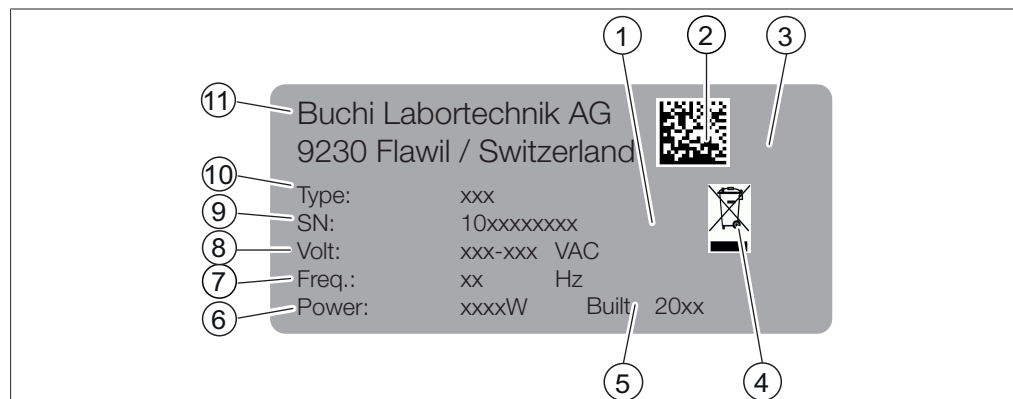 1 2 3
11 Buchi Labortechnik AG
9230 Flawil / Switzerland
10 Type: xxx
9 SN: 10xxxxxxxx
8 Volt: xxx-xxx VAC
7 Freq.: xx Hz
6 Power: xxxxW Built 20xx
5 4